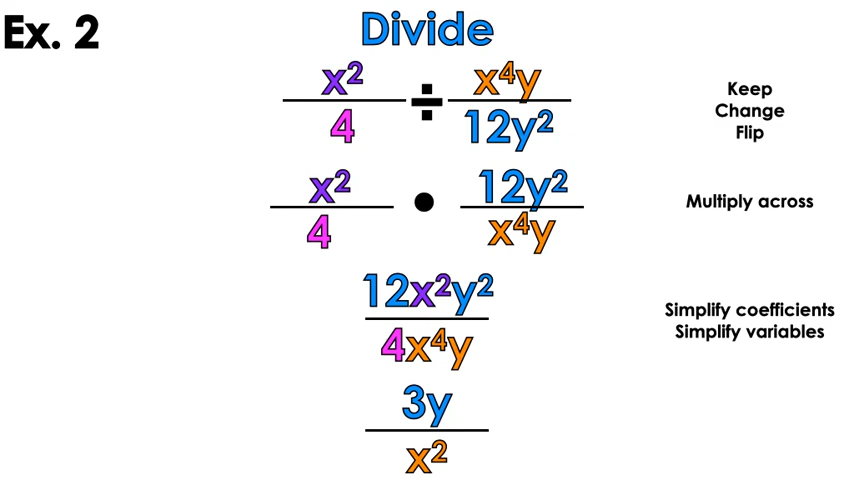 Ex. 2
Divide
x² ÷ x⁴y
4 12y²
Keep
Change
Flip
x² • 12y²
4 x⁴y
Multiply across
12x²y²
4x⁴y
Simplify coefficients
Simplify variables
3y
x²